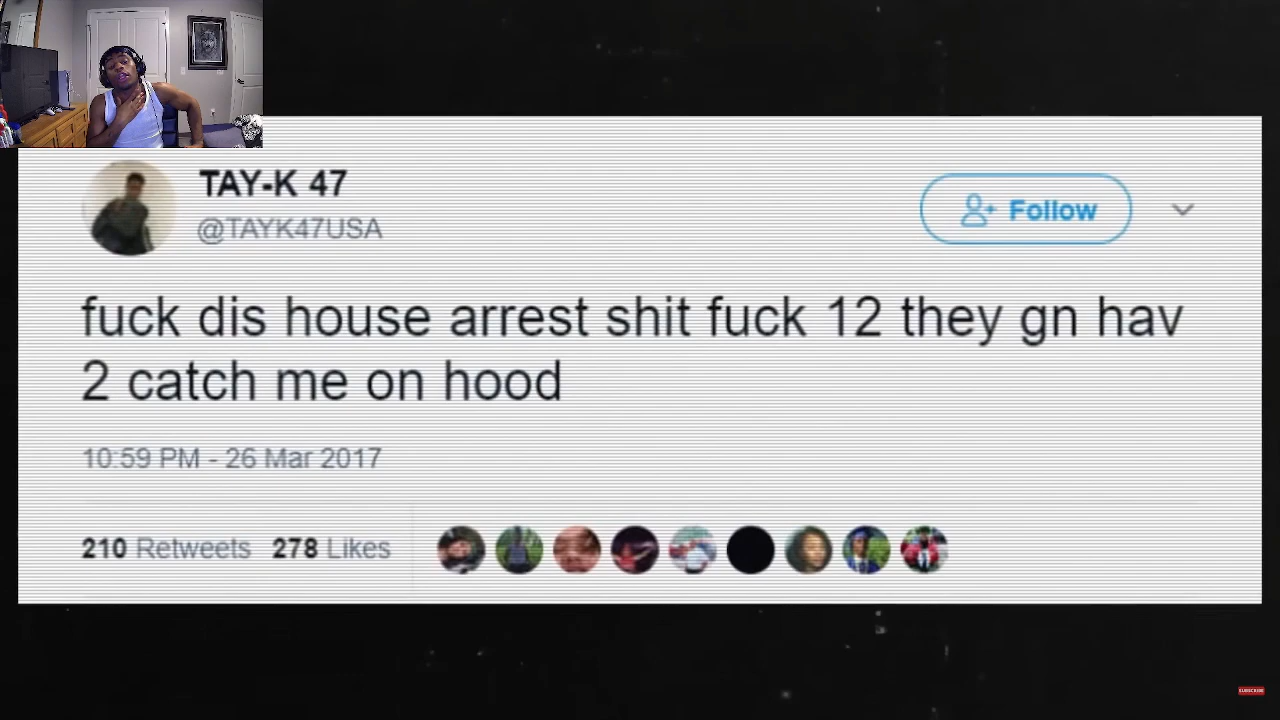 TAY-K 47
@TAYK47USA
Follow
fuck dis house arrest shit fuck 12 they gn hav
2 catch me on hood
10:59 PM - 26 Mar 2017
210 Retweets 278 Likes
SUBSCRIBE